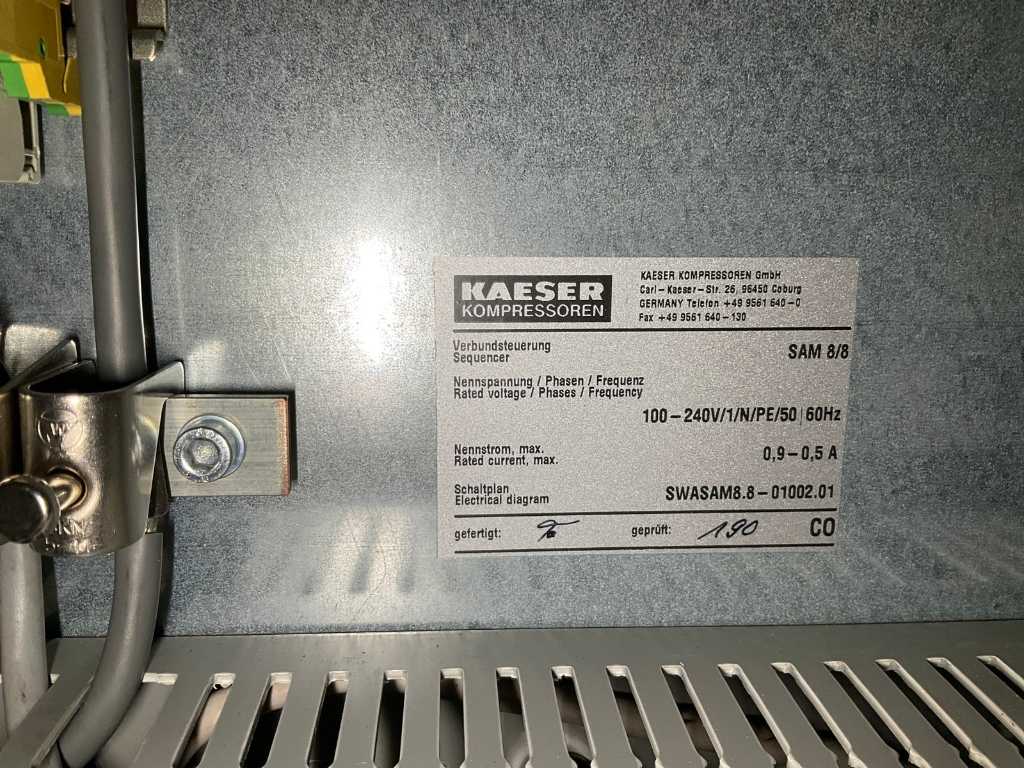 KAESER
KOMPRESSOREN
KAESER KOMPRESSOREN GmbH
Carl-Kaeser-Str. 26, 96450 Coburg
GERMANY Telefon +49 9561 640-0
Fax +49 9561 640-130
Verbundsteuerung
Sequencer
SAM 8/8
Nennspannung / Phasen / Frequenz
Rated voltage / Phases / Frequency
100-240V/1/N/PE/50|60Hz
Nennstrom, max.
Rated current, max.
0,9-0,5 A
Schaltplan
Electrical diagram
SWASAM8.8-01002.01
gefertigt:
geprüft: 190
CO